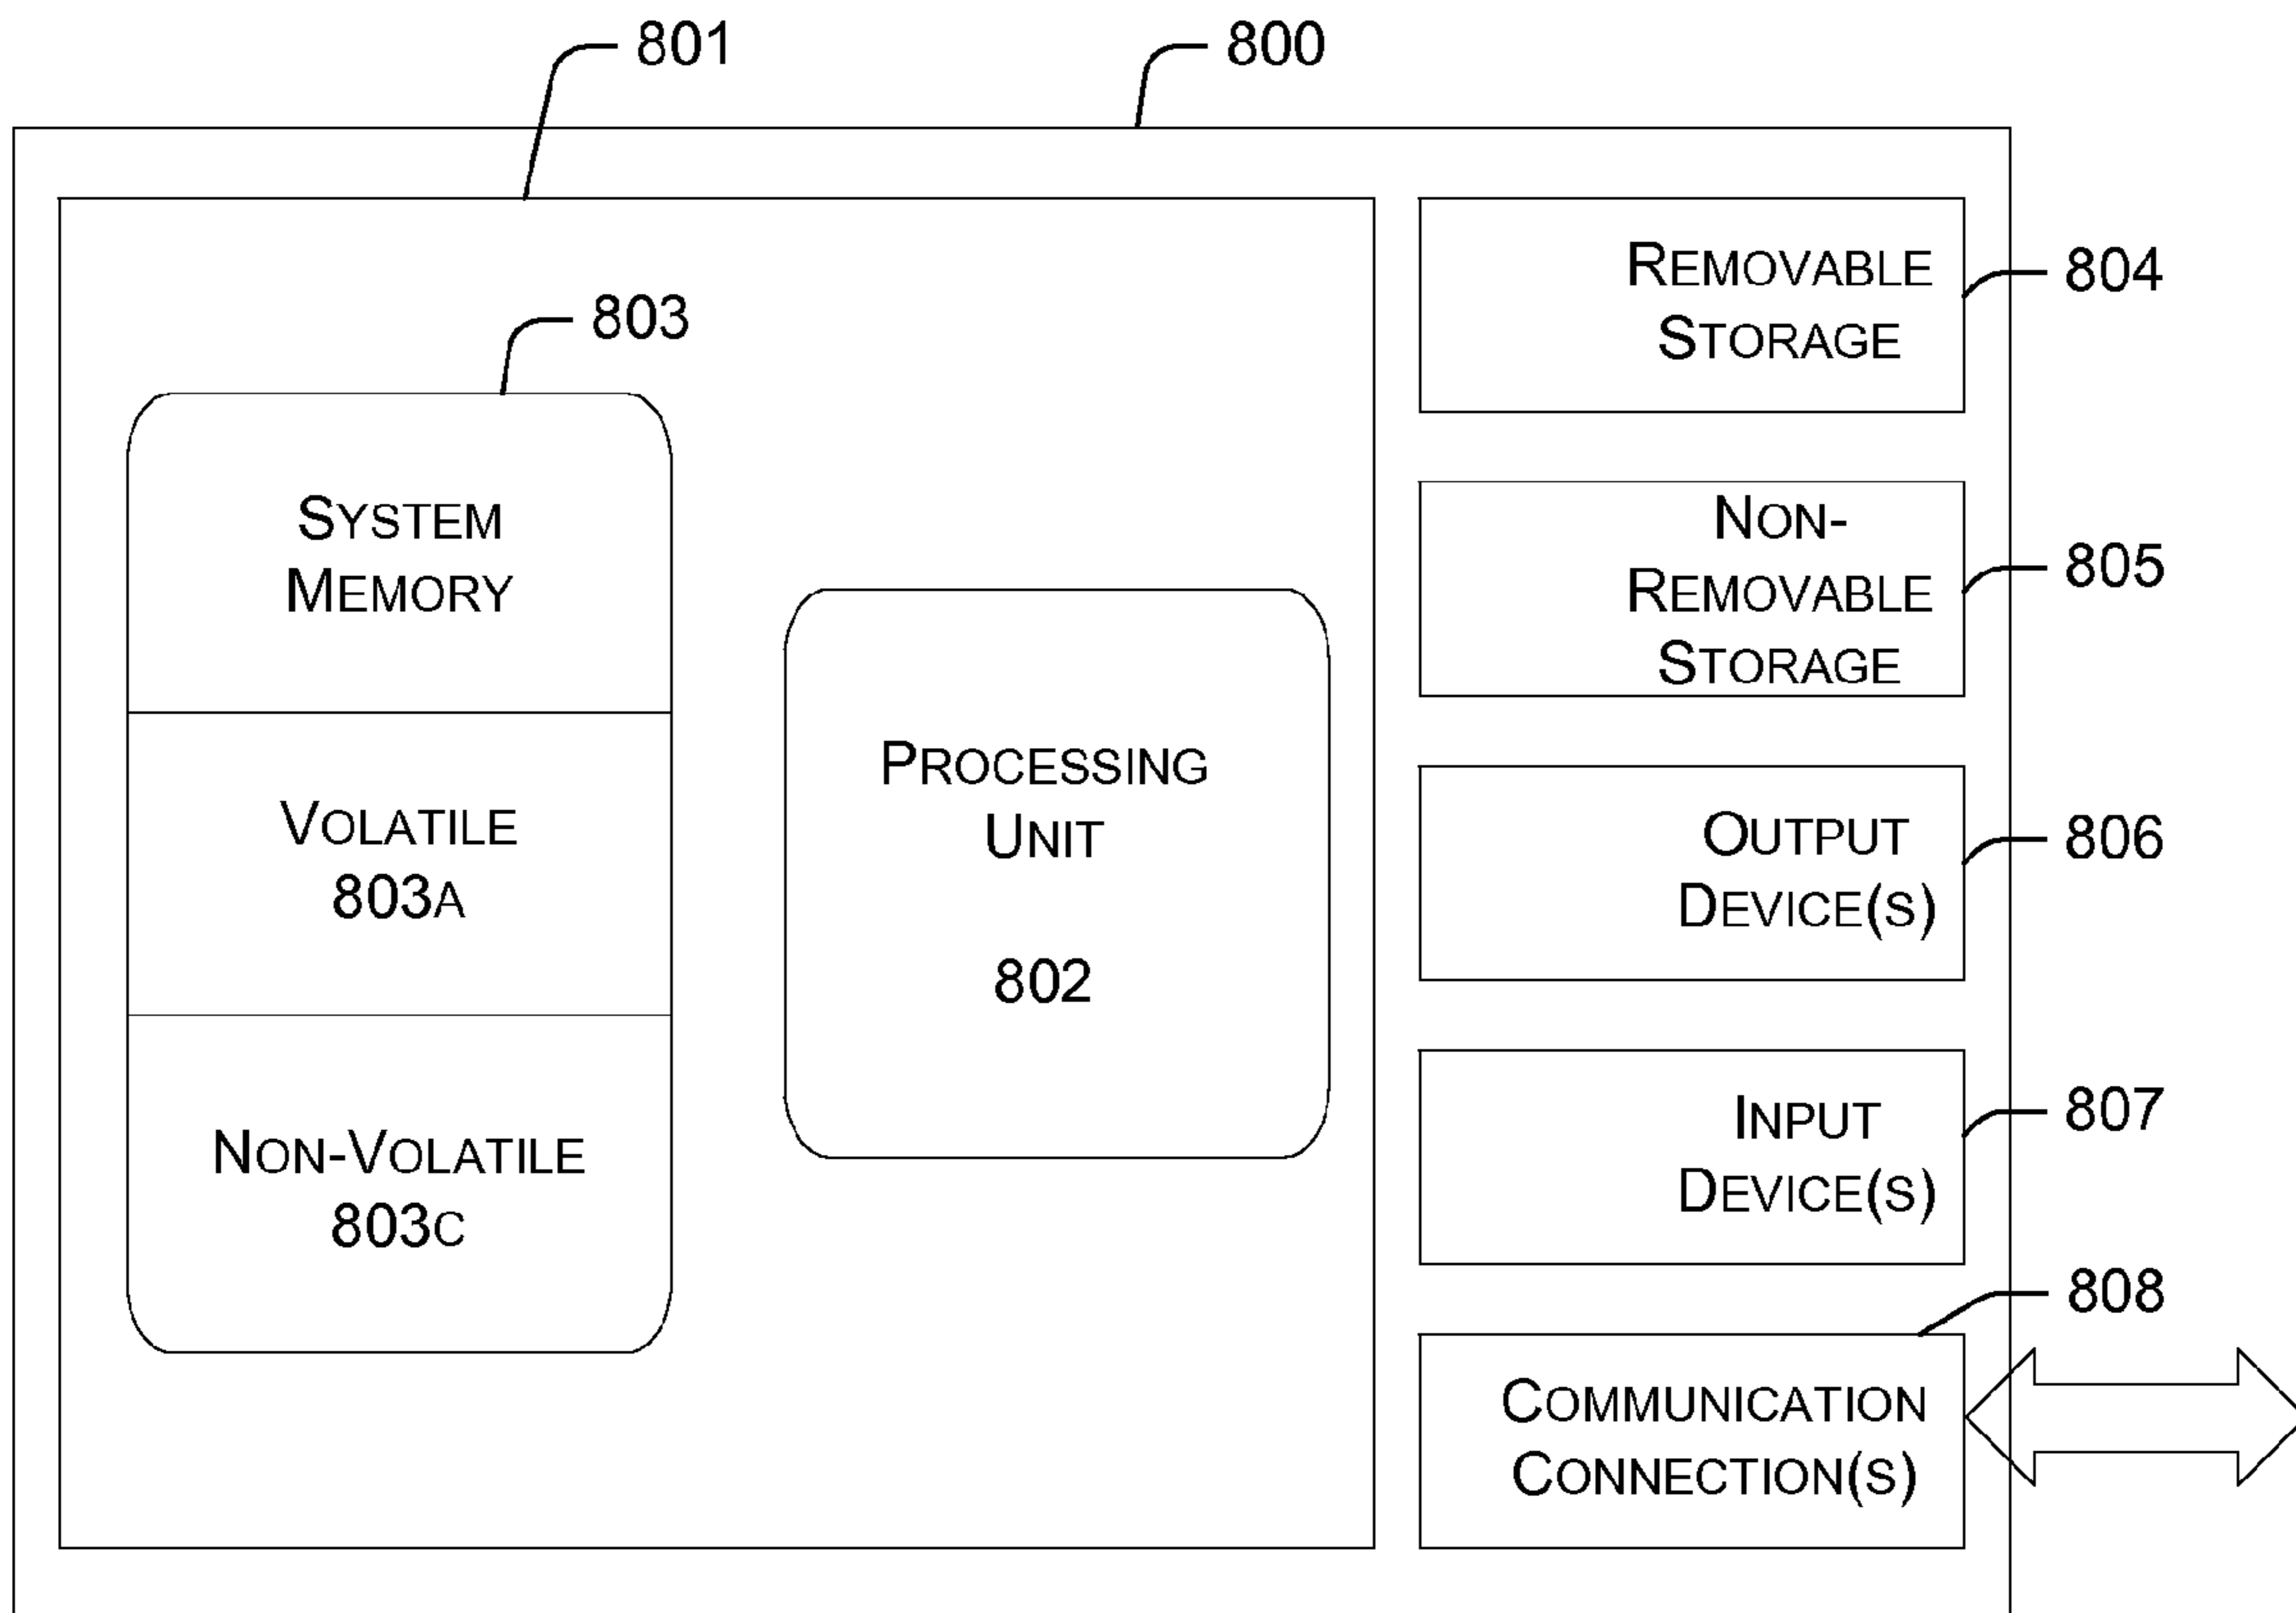 801
800
803
SYSTEM
MEMORY
VOLATILE
803A
NON-VOLATILE
803C
PROCESSING
UNIT
802
REMOVABLE
STORAGE
804
NON-
REMOVABLE
STORAGE
805
OUTPUT
DEVICE(S)
806
INPUT
DEVICE(S)
807
808
COMMUNICATION
CONNECTION(S)